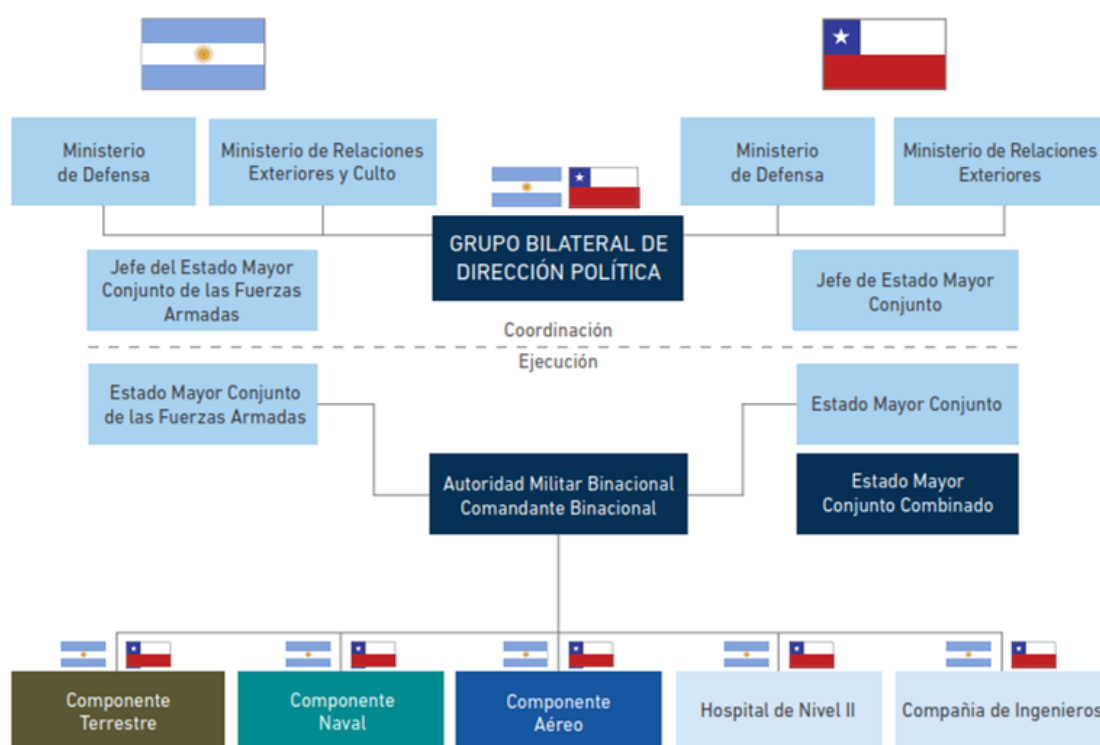 Ministerio
de Defensa
Ministerio de Relaciones
Exteriores y Culto
Ministerio
de Defensa
Ministerio de Relaciones
Exteriores
GRUPO BILATERAL DE
DIRECCIÓN POLÍTICA
Jefe del Estado Mayor
Conjunto de las Fuerzas
Armadas
Jefe de Estado Mayor
Conjunto
Coordinación
Ejecución
Estado Mayor Conjunto
de las Fuerzas Armadas
Estado Mayor Conjunto
Autoridad Militar Binacional
Comandante Binacional
Estado Mayor
Conjunto Combinado
Componente
Terrestre
Componente
Naval
Componente
Aéreo
Hospital de Nivel II
Compañia de Ingenieros